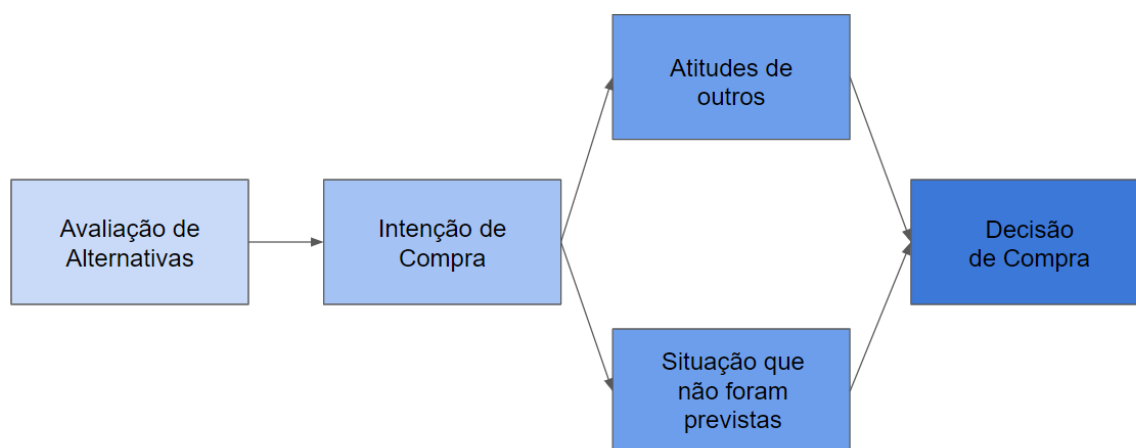 Avaliação de
Alternativas
Intenção de
Compra
Atitudes de
outros
Situação que
não foram
previstas
Decisão
de Compra